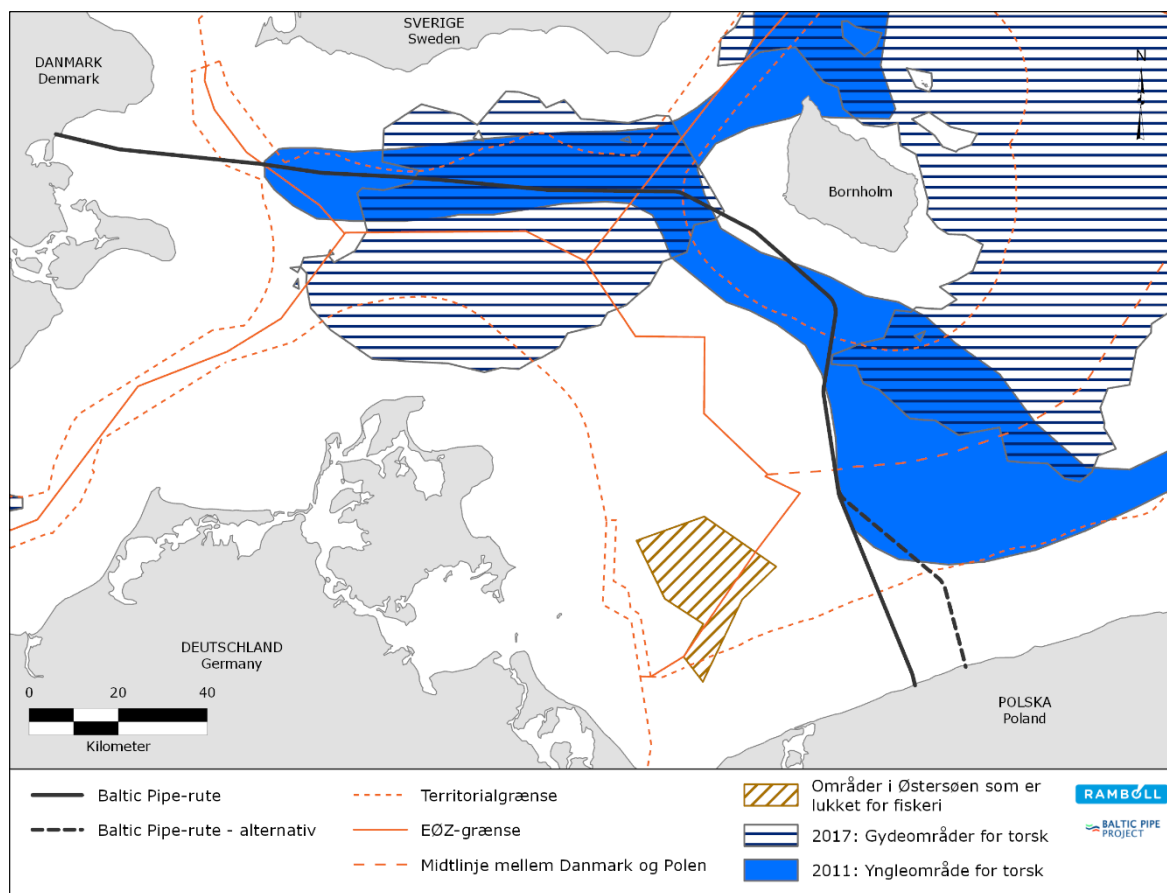 SVERIGE
Sweden
DANMARK
Denmark
N
Bornholm
DEUTSCHLAND
Germany
0 20 40
Kilometer
POLSKA
Poland
Baltic Pipe-rute
Baltic Pipe-rute - alternativ
Territorialgrænse
EØZ-grænse
Midtlinje mellem Danmark og Polen
Områder i Østersøen som er
lukket for fiskeri
2017: Gydeområder for torsk
2011: Yngleområde for torsk
RAMBOLL
BALTIC PIPE
PROJECT